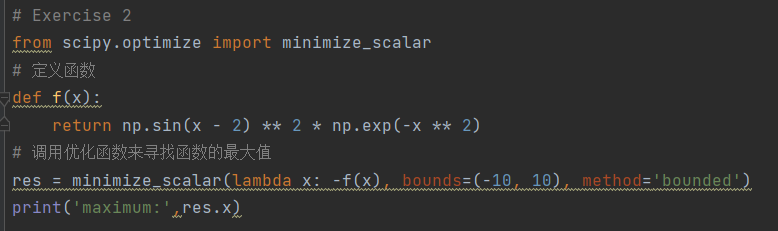 # Exercise 2
from scipy.optimize import minimize_scalar
# 定义函数
def f(x):
    return np.sin(x - 2) ** 2 * np.exp(-x ** 2)
# 调用优化函数来寻找函数的最大值
res = minimize_scalar(lambda x: -f(x), bounds=(-10, 10), method='bounded')
print('maximum:',res.x)